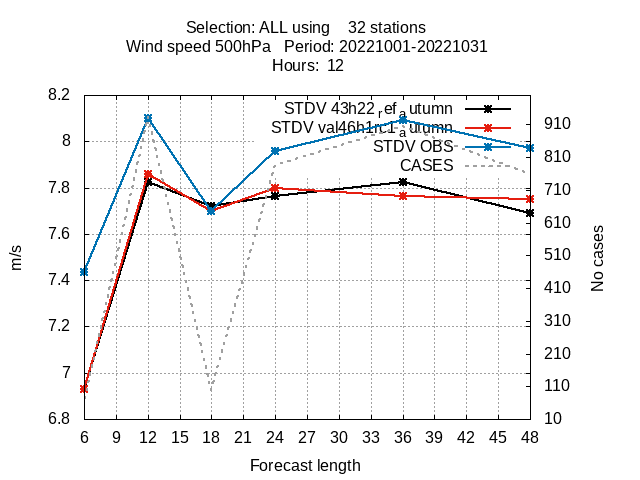 Selection: ALL using 32 stations
Wind speed 500hPa Period: 20221001-20221031
Hours: 12
STDV 43h22_ref_autumn
STDV OBS
CASES
8.2
8
7.8
7.6
7.4
7.2
7
6.8
m/s
910
810
710
610
510
410
310
210
110
10
No cases
6 9 12 15 18 21 24 27 30 33 36 39 42 45 48
Forecast length